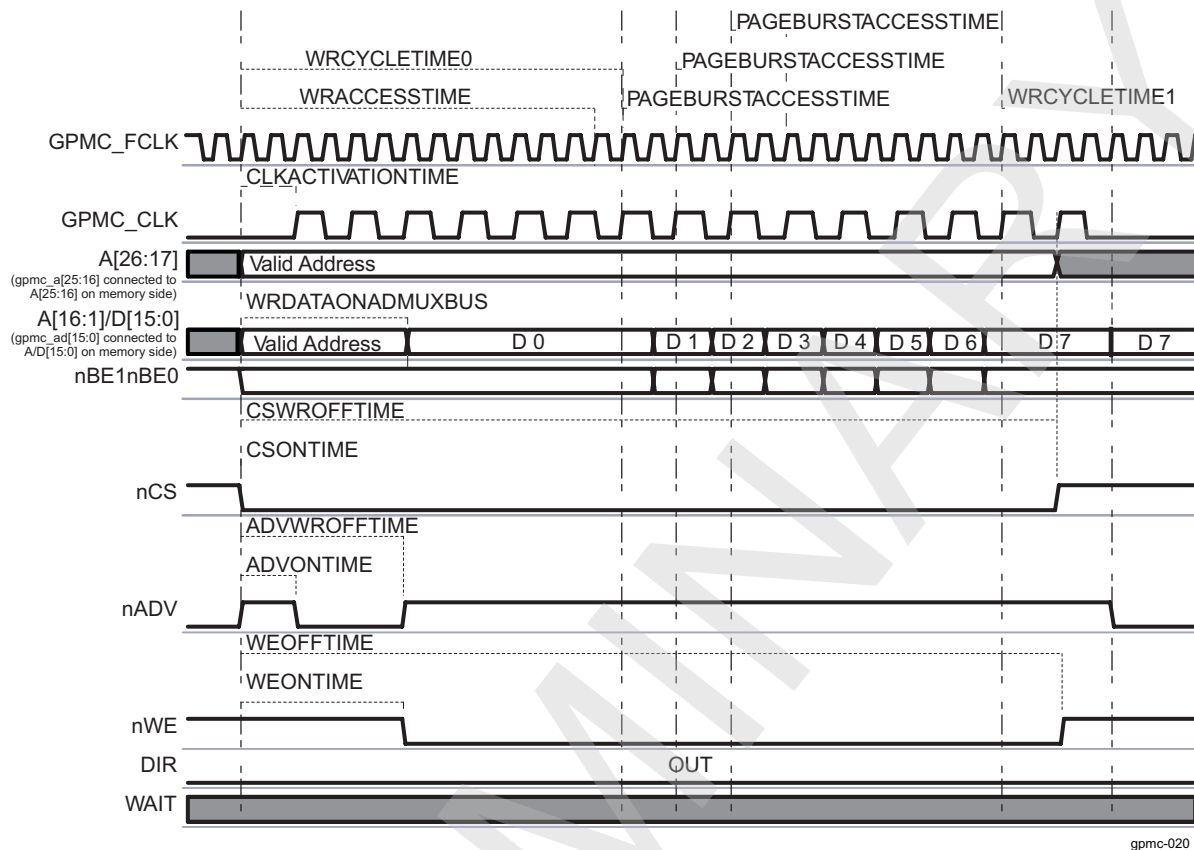 PAGEBURSTACCESSTIME
WRCYCLETIME0
PAGEBURSTACCESSTIME
WRACCESSTIME
PAGEBURSTACCESSTIME
WRCYCLETIME1
GPMC_FCLK
CLKACTIVATIONTIME
GPMC_CLK
A[26:17]
Valid Address
(gpmc_a[25:16] connected to
A[25:16] on memory side)
WRDATAONADMUXBUS
A[16:1]/D[15:0]
(gpmc_ad[15:0] connected to
A/D[15:0] on memory side)
Valid Address D 0 D 1 D 2 D 3 D 4 D 5 D 6 D 7 D 7
nBE1nBE0
CSWROFFTIME
CSONTIME
nCS
ADVWROFFTIME
ADVONTIME
nADV
WEOFFTIME
WEONTIME
nWE
DIR OUT
WAIT
gpmc-020
MINARY